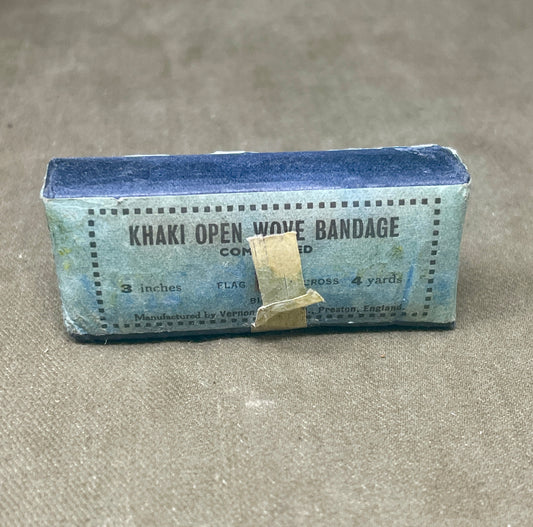 KHAKI OPEN WOVE BANDAGE
3 inches FLAG CROSS 4 yards
Manufactured by Vernon Preston, England.